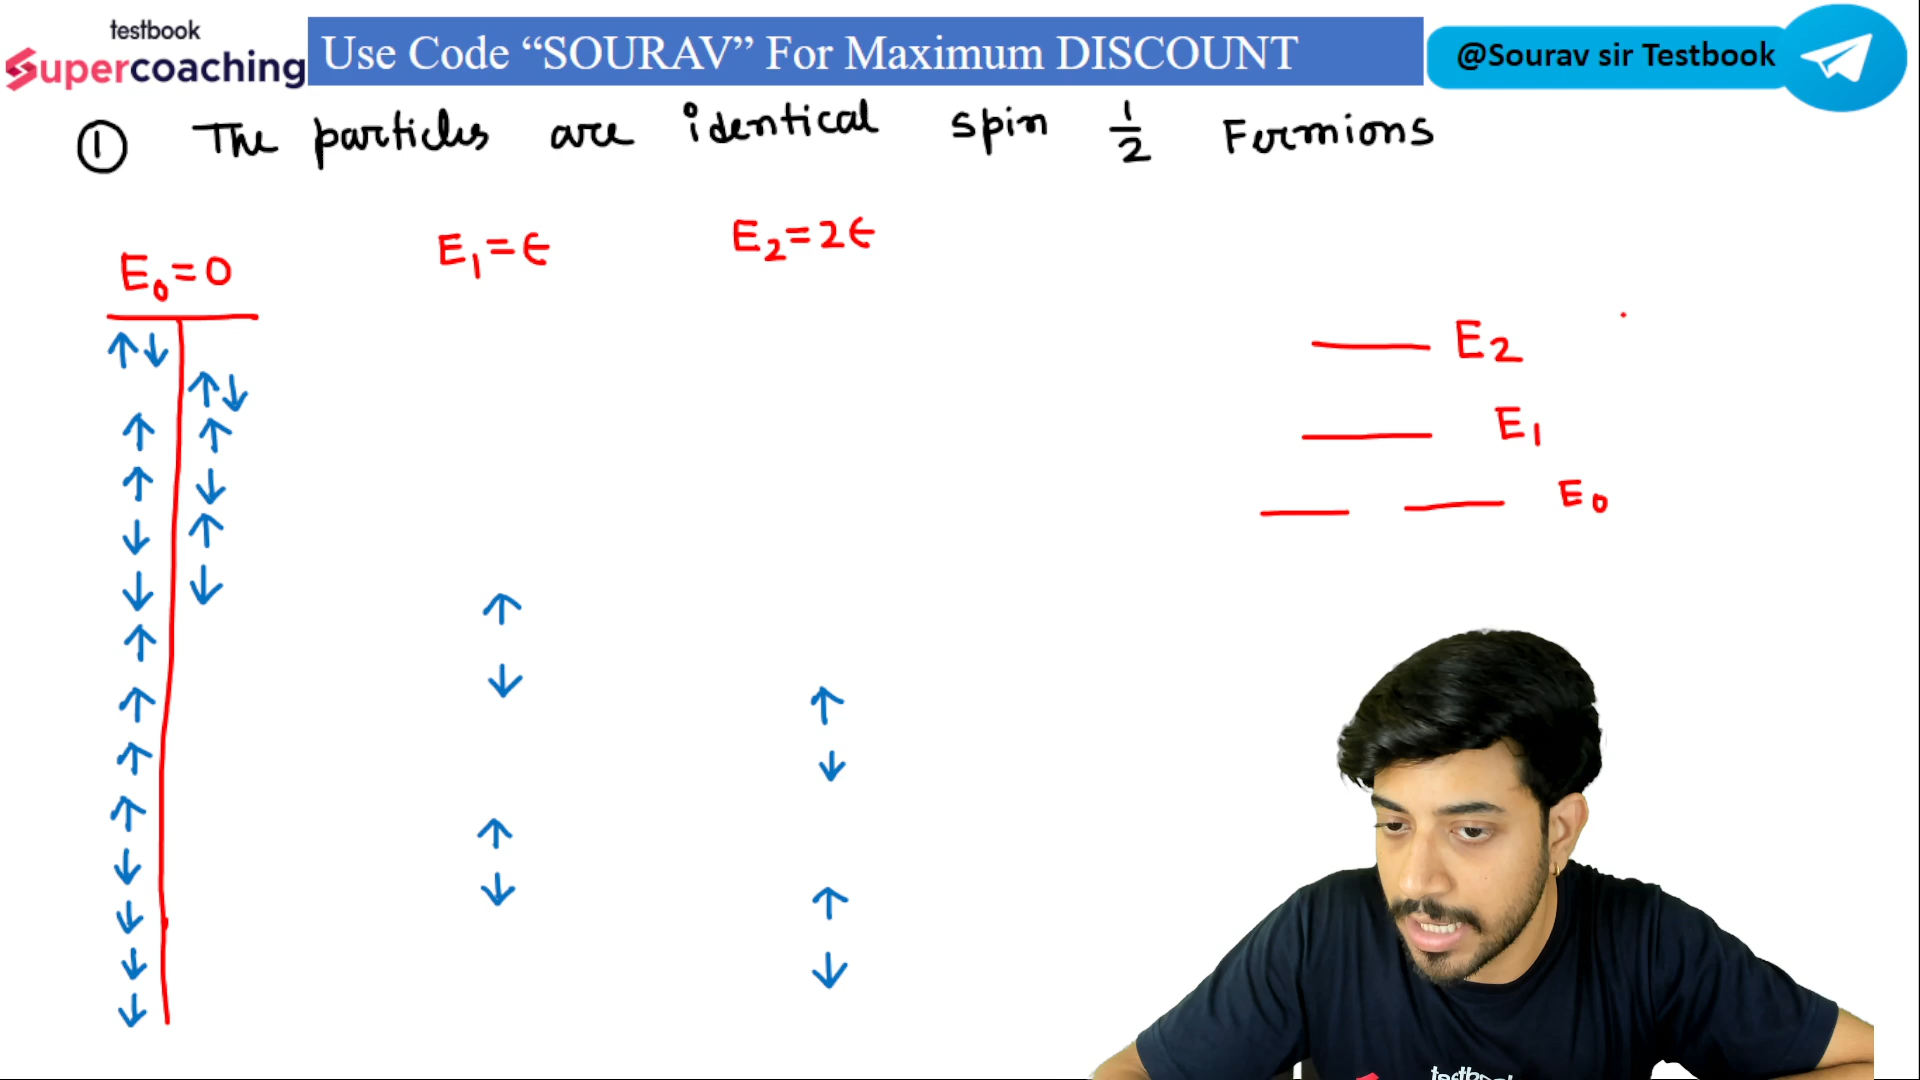 testbook
Supercoaching
Use Code “SOURAV” For Maximum DISCOUNT
@Sourav sir Testbook
① The particles are identical spin 1/2 Fermions
E₀=0
E₁=ϵ
E₂=2ϵ
↑↓
↑↓
↑ ↑
↑ ↓
↓ ↑
↓ ↓
↑ ↑
↑ ↓
↑ ↑
↑ ↓
↓ ↑
↓ ↓
↓ ↑
↓ ↓
E₂
E₁
E₀